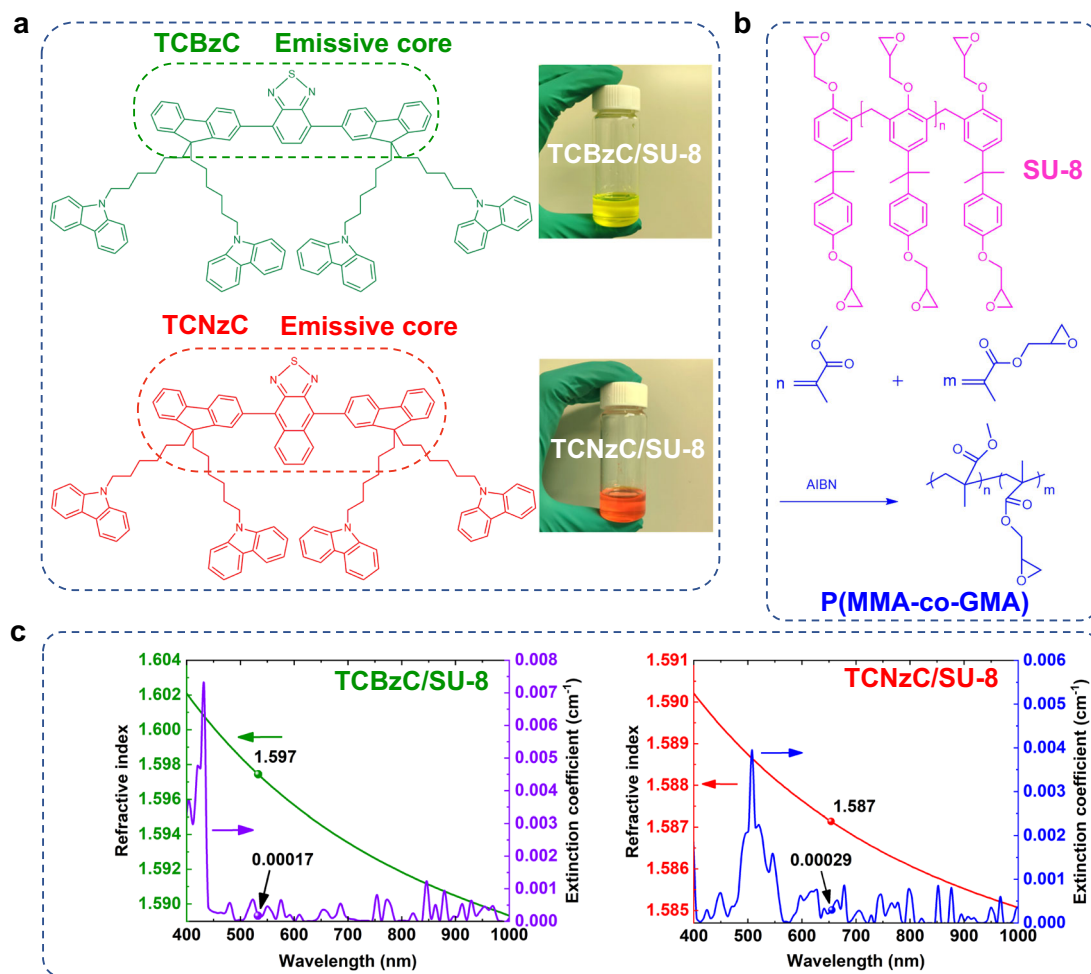 a
TCBzC Emissive core
S
N N
N N
N N
TCBzC/SU-8
TCNzC Emissive core
S
N N
N N
N N
TCNzC/SU-8
b
O O O
O O O
n
SU-8
O O O
O O O
O O
O O O
n + m
AIBN
O O
n m
O
O
O
P(MMA-co-GMA)
c
1.604
1.602
1.600
1.598
1.596
1.594
1.592
1.590
Refractive index
TCBzC/SU-8
1.597
0.00017
0.008
0.007
0.006
0.005
0.004
0.003
0.002
0.001
0.000
Extinction coefficient (cm⁻¹)
400 500 600 700 800 900 1000
Wavelength (nm)
1.591
1.590
1.589
1.588
1.587
1.586
1.585
Refractive index
TCNzC/SU-8
1.587
0.00029
0.006
0.005
0.004
0.003
0.002
0.001
0.000
Extinction coefficient (cm⁻¹)
400 500 600 700 800 900 1000
Wavelength (nm)